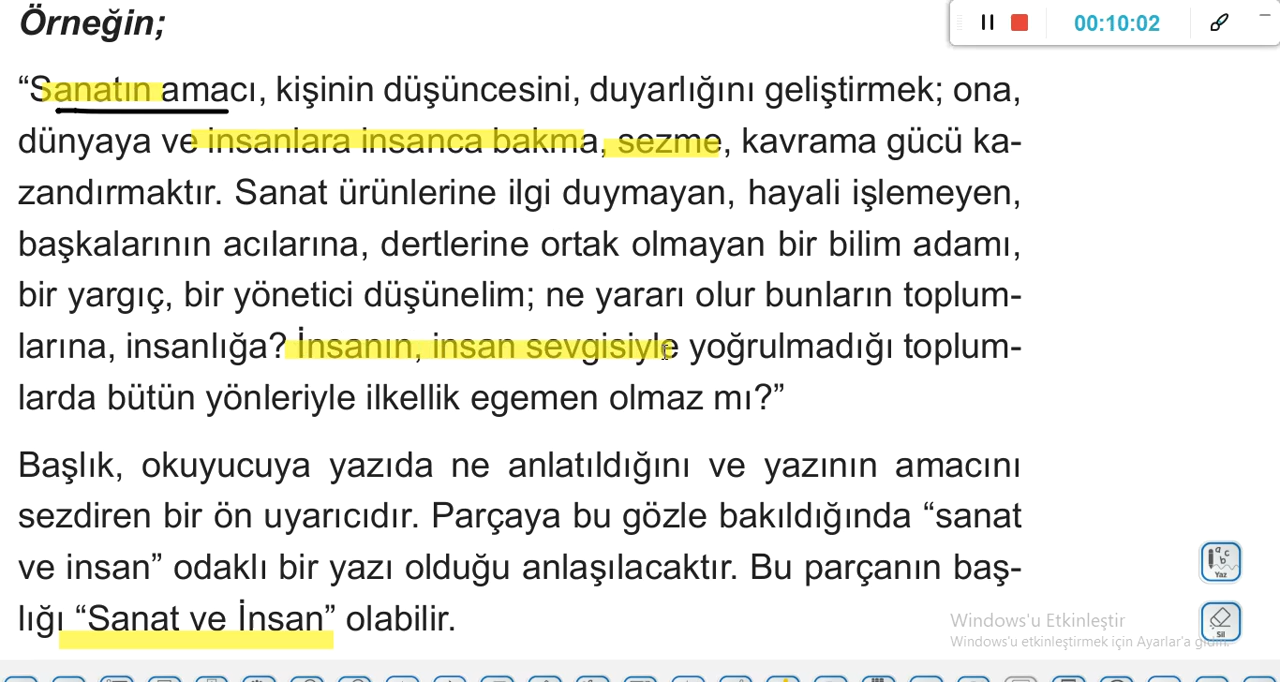 Örneğin;
00:10:02
“Sanatın amacı, kişinin düşüncesini, duyarlığını geliştirmek; ona,
dünyaya ve insanlara insanca bakma, sezme, kavrama gücü ka-
zandırmaktır. Sanat ürünlerine ilgi duymayan, hayali işlemeyen,
başkalarının acılarına, dertlerine ortak olmayan bir bilim adamı,
bir yargıç, bir yönetici düşünelim; ne yararı olur bunların toplum-
larına, insanlığa? İnsanın, insan sevgisiyle yoğrulmadığı toplum-
larda bütün yönleriyle ilkellik egemen olmaz mı?”
Başlık, okuyucuya yazıda ne anlatıldığını ve yazının amacını
sezdiren bir ön uyarıcıdır. Parçaya bu gözle bakıldığında “sanat
ve insan” odaklı bir yazı olduğu anlaşılacaktır. Bu parçanın baş-
lığı “Sanat ve İnsan” olabilir.
a b c
Yaz
Sil
Windows'u Etkinleştir
Windows'u etkinleştirmek için Ayarlar'a gidin.